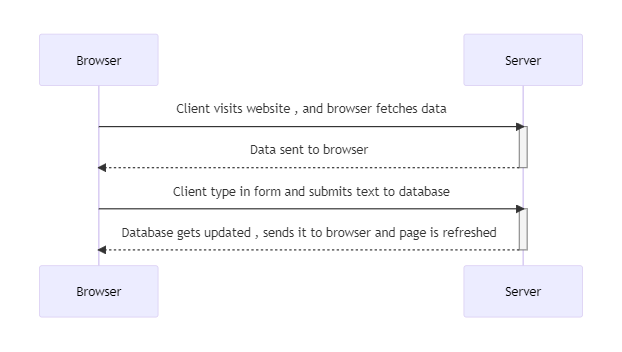 Browser
Server
Client visits website , and browser fetches data
Data sent to browser
Client type in form and submits text to database
Database gets updated , sends it to browser and page is refreshed
Browser
Server